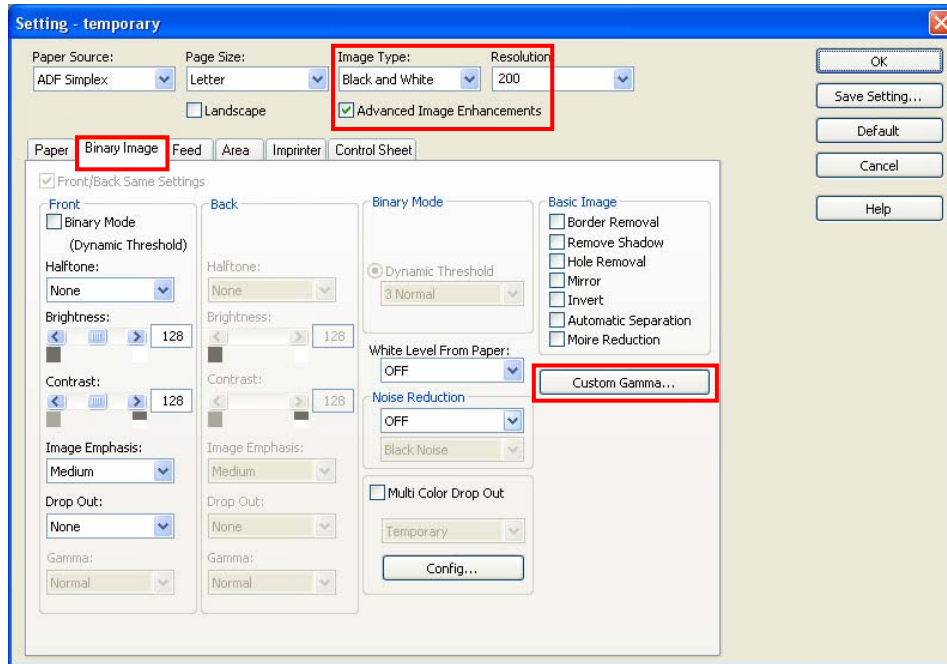 Setting - temporary
Paper Source: Page Size: Image Type: Resolution
ADF Simplex Letter Black and White 200
Landscape Advanced Image Enhancements
OK
Save Setting...
Default
Cancel
Help
Paper Binary Image Feed Area Imprinter Control Sheet
Front/Back Same Settings
Front
Binary Mode
(Dynamic Threshold)
Halftone:
None
Brightness:
128
Contrast:
128
Image Emphasis:
Medium
Drop Out:
None
Gamma:
Normal
Back
Halftone:
None
Brightness:
128
Contrast:
128
Image Emphasis:
Medium
Drop Out:
None
Gamma:
Normal
Binary Mode
Dynamic Threshold
3 Normal
White Level From Paper:
OFF
Noise Reduction
OFF
Black Noise
Multi Color Drop Out
Temporary
Config...
Basic Image
Border Removal
Remove Shadow
Hole Removal
Mirror
Invert
Automatic Separation
Moire Reduction
Custom Gamma...